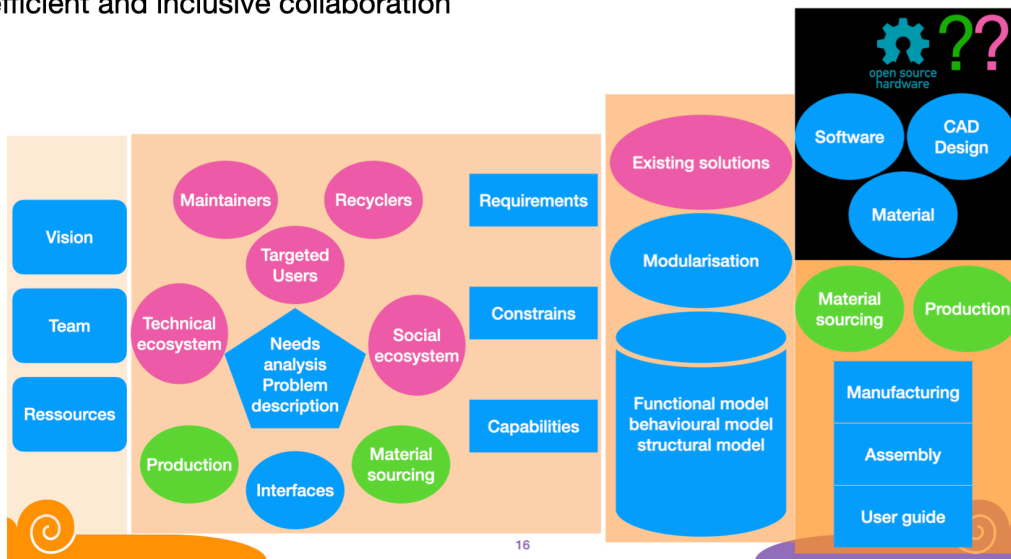 efficient and inclusive collaboration
open source
hardware
??
Software
CAD
Design
Material
Existing solutions
Maintainers
Recyclers
Requirements
Vision
Targeted
Users
Modularisation
Material
sourcing
Production
Team
Technical
ecosystem
Needs
analysis
Problem
description
Social
ecosystem
Constrains
Ressources
Functional model
behavioural model
structural model
Manufacturing
Capabilities
Assembly
Production
Interfaces
Material
sourcing
User guide
16